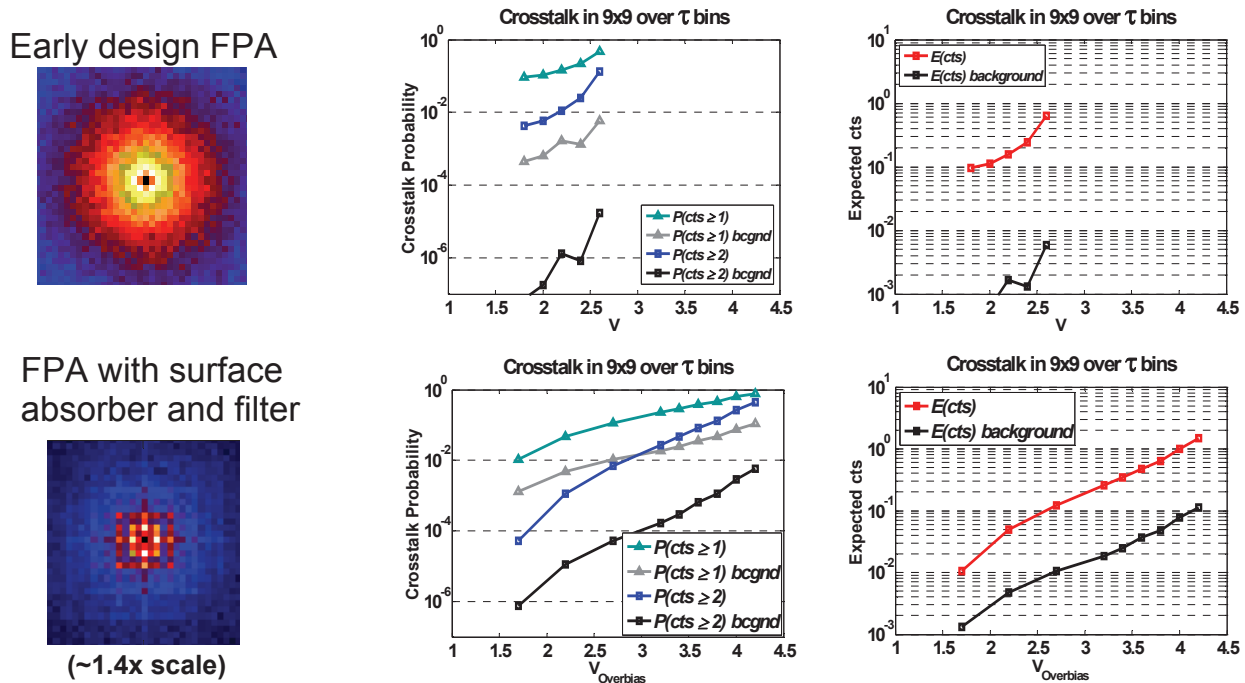 Early design FPA
Crosstalk in 9x9 over τ bins
Crosstalk Probability
10^0
10^-2
10^-4
10^-6
P(cts ≥ 1)
P(cts ≥ 1) bcgnd
P(cts ≥ 2)
P(cts ≥ 2) bcgnd
1 1.5 2 2.5 3 3.5 4 4.5
V
Crosstalk in 9x9 over τ bins
Expected cts
10^1
10^0
10^-1
10^-2
10^-3
E(cts)
E(cts) background
1 1.5 2 2.5 3 3.5 4 4.5
V
FPA with surface
absorber and filter
(~1.4x scale)
Crosstalk in 9x9 over τ bins
Crosstalk Probability
10^0
10^-2
10^-4
10^-6
P(cts ≥ 1)
P(cts ≥ 1) bcgnd
P(cts ≥ 2)
P(cts ≥ 2) bcgnd
1 1.5 2 2.5 3 3.5 4 4.5
V_Overbias
Crosstalk in 9x9 over τ bins
Expected cts
10^1
10^0
10^-1
10^-2
10^-3
E(cts)
E(cts) background
1 1.5 2 2.5 3 3.5 4 4.5
V_Overbias